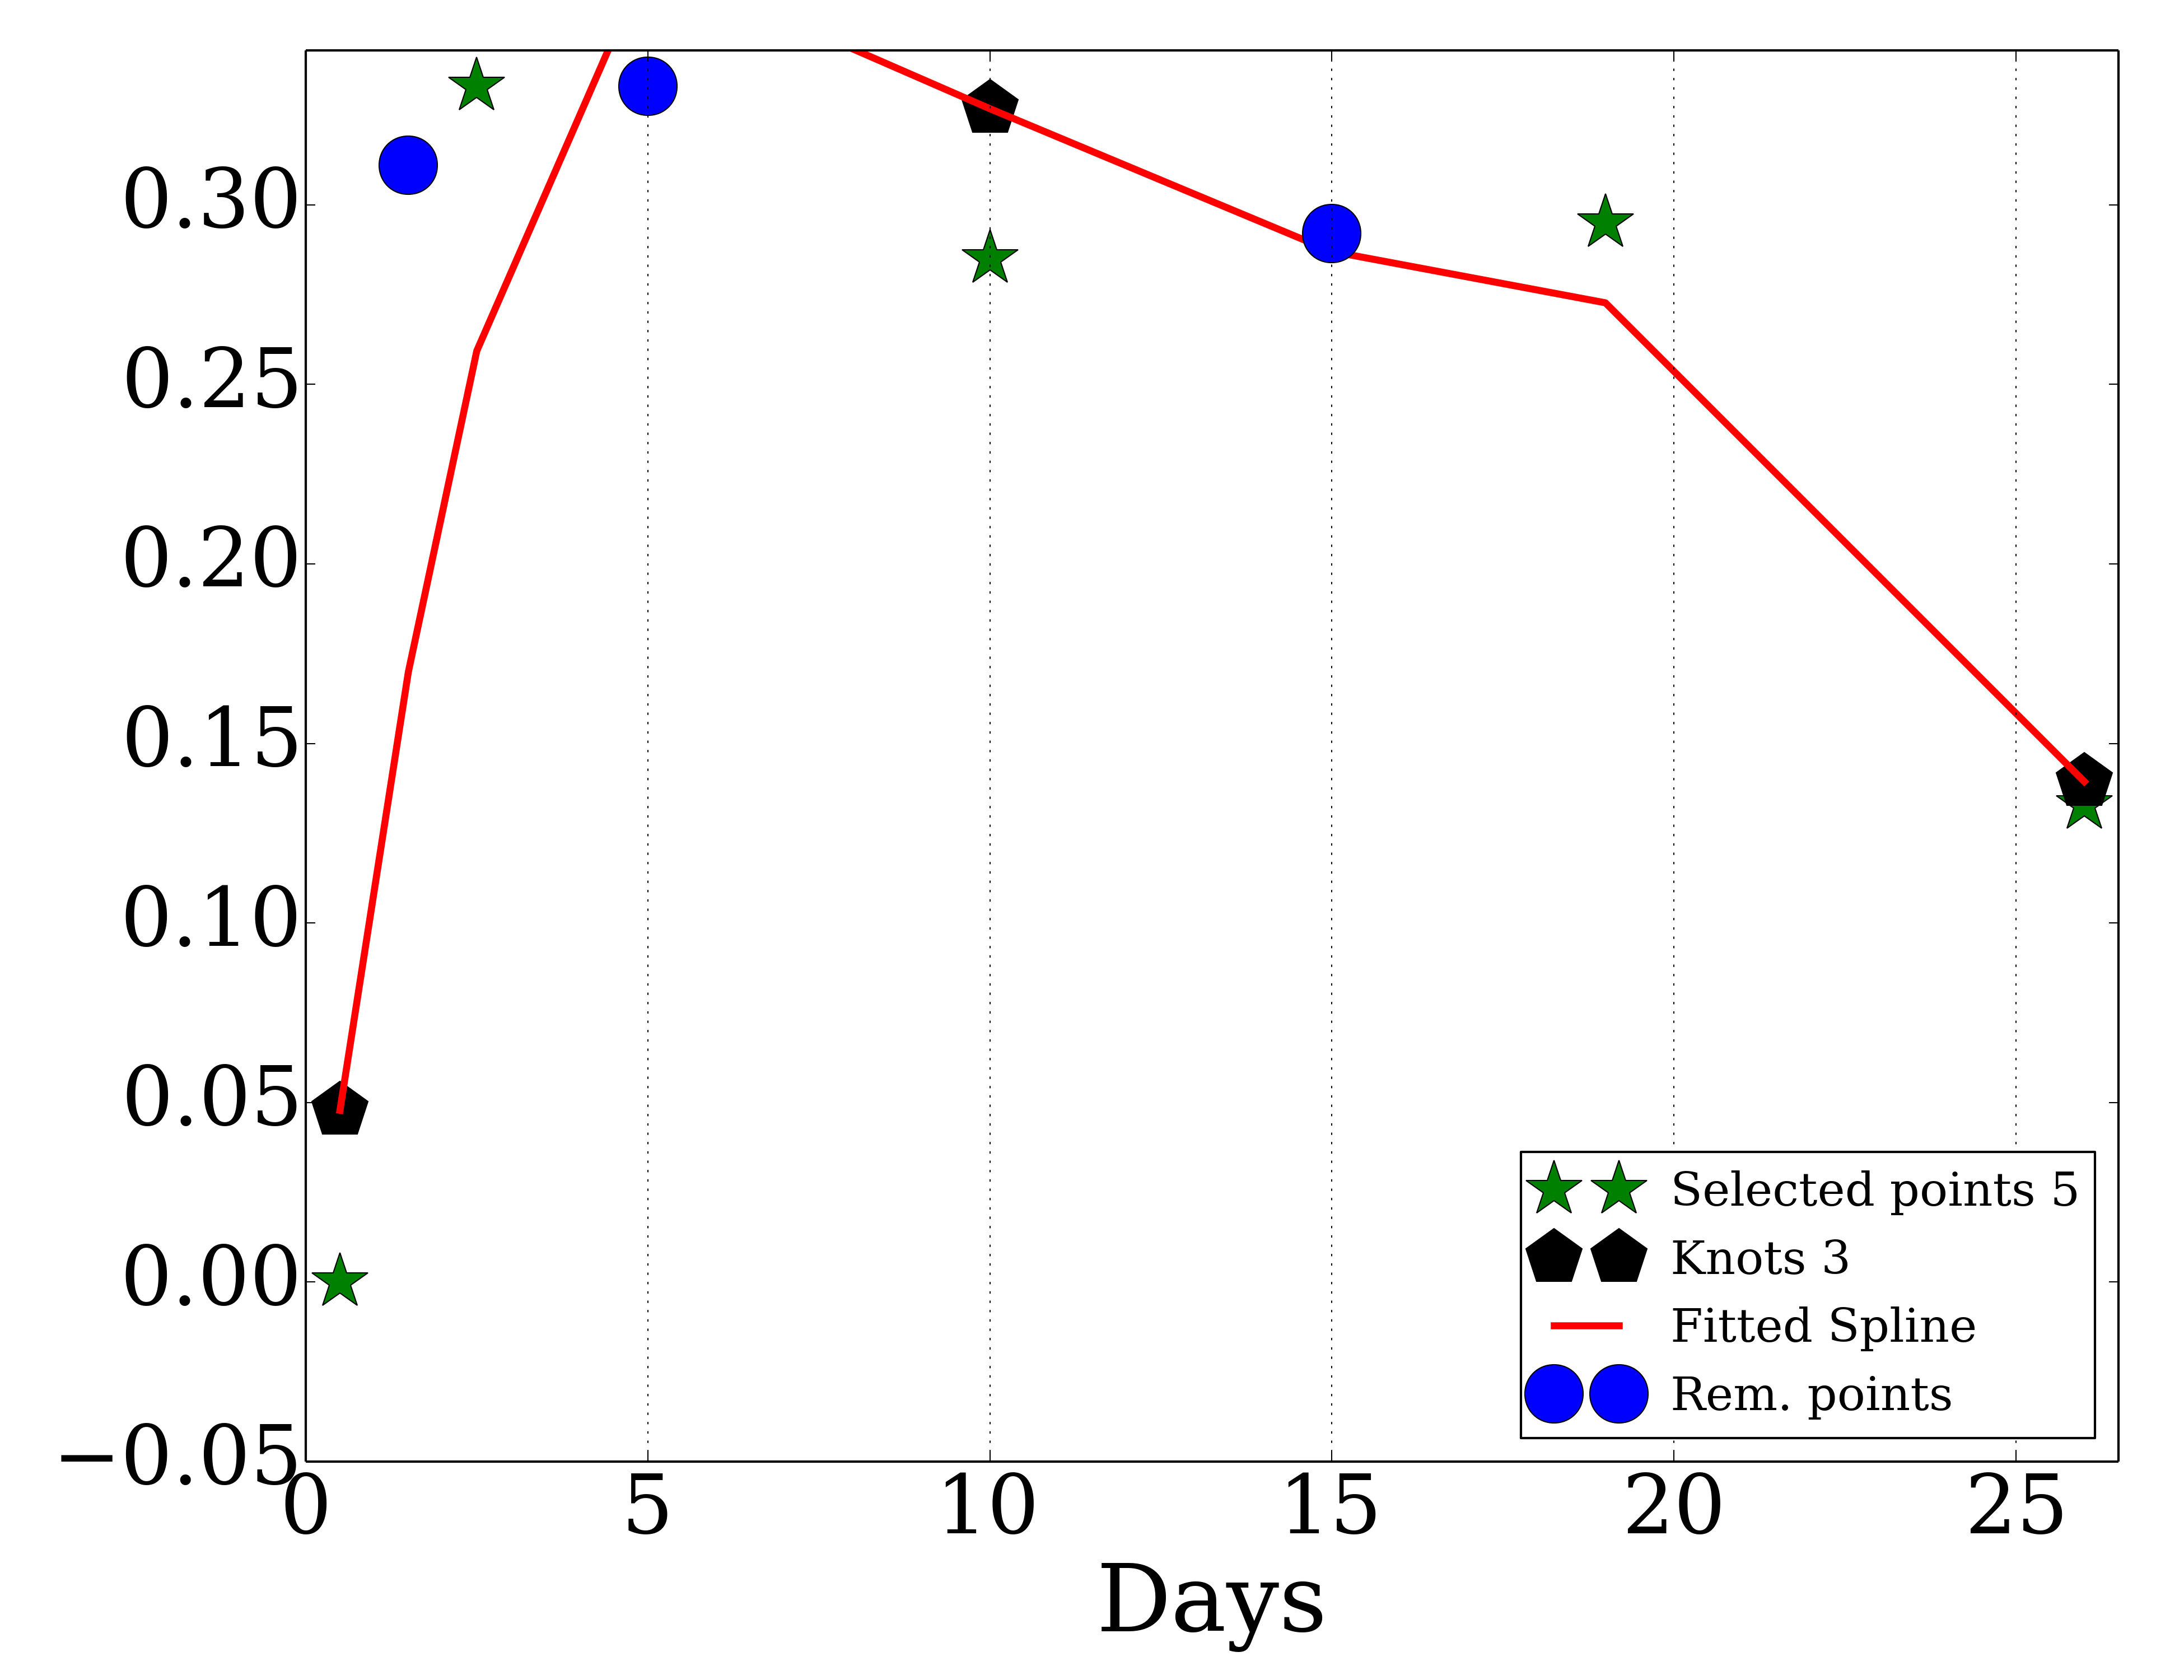 0.30
0.25
0.20
0.15
0.10
0.05
0.00
−0.05
0 5 10 15 20 25
Days
Selected points 5
Knots 3
Fitted Spline
Rem. points